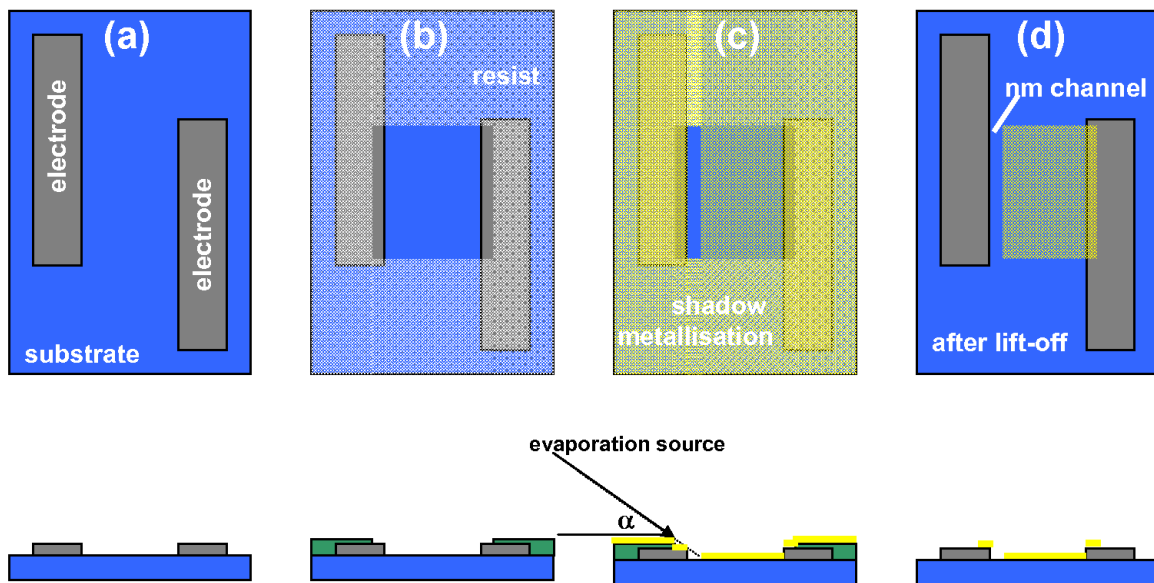 (a)
electrode
electrode
substrate
(b)
resist
(c)
shadow
metallisation
(d)
nm channel
after lift-off
evaporation source
α